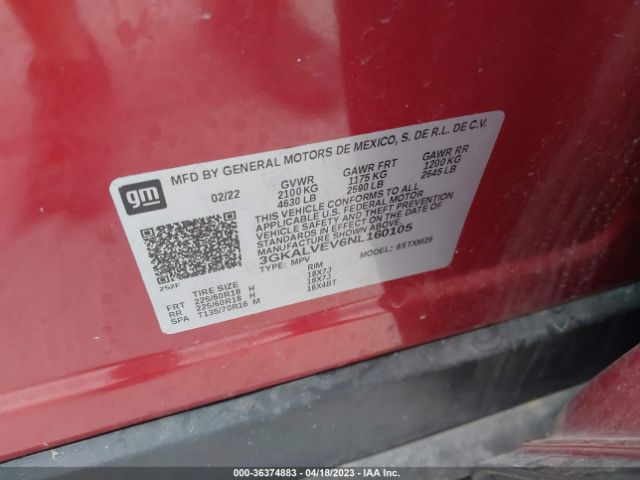 gm
MFD BY GENERAL MOTORS DE MEXICO, S. DE R.L. DE C.V.
02/22 GVWR GAWR FRT GAWR RR
2100 KG 1175 KG 1200 KG
4630 LB 2590 LB 2645 LB
THIS VEHICLE CONFORMS TO ALL
APPLICABLE U.S. FEDERAL MOTOR
VEHICLE SAFETY AND THEFT
PREVENTION STANDARDS IN
EFFECT ON THE DATE OF
MANUFACTURE SHOWN ABOVE.
3GKALVEV6NL160105
TYPE: MPV MODEL: 6STXM26
252F
TIRE SIZE RIM
FRT 225/60R18 H 18X7J
RR 225/60R18 H 18X7J
SPA T135/70R16 M 16X4BT
000-36374883 - 04/18/2023 - IAA Inc.